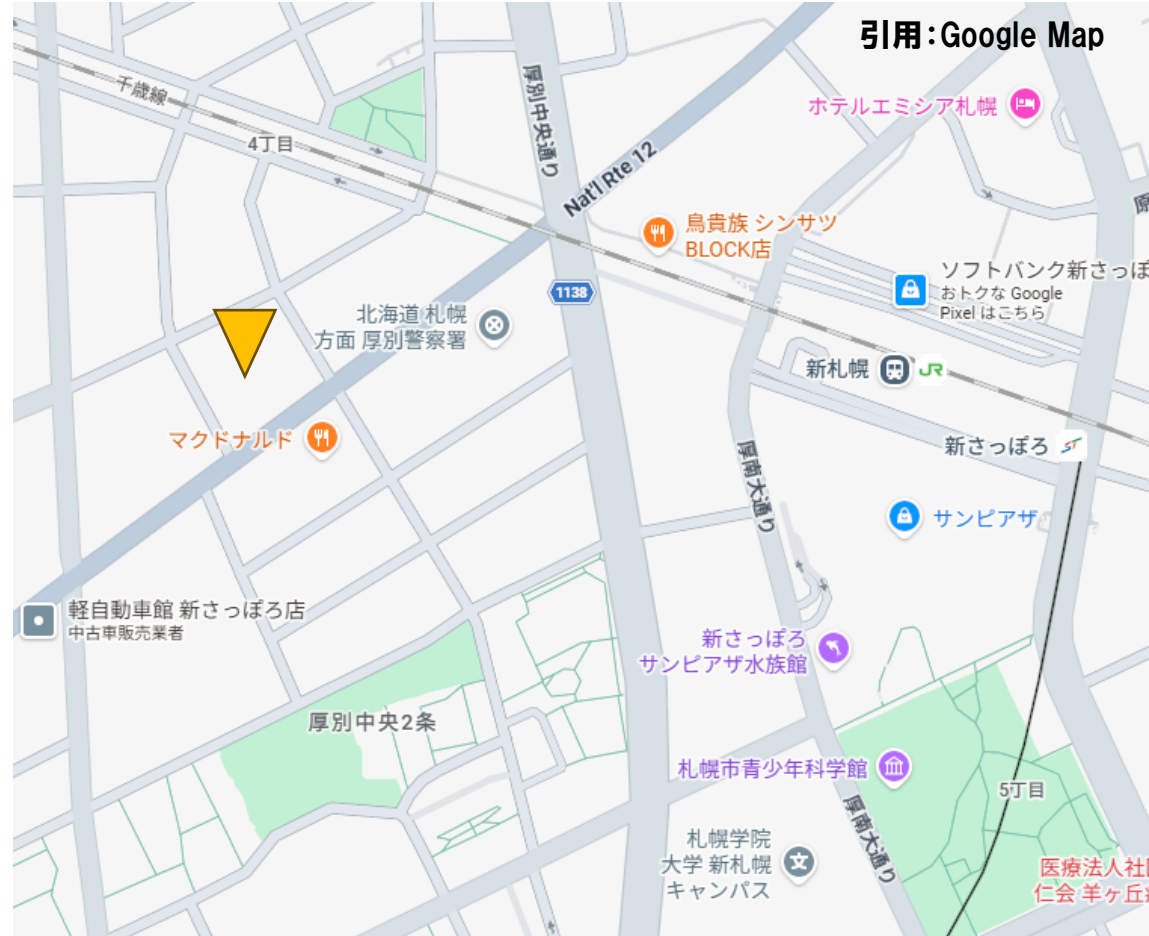 引用：Google Map
千歳線
厚別中央通り
ホテルエミシア札幌
4丁目
Nat'l Rte 12
鳥貴族 シンサツ
BLOCK店
ソフトバンク新さっぽ
おトクな Google
Pixel はこちら
1138
北海道 札幌
方面 厚別警察署
新札幌
JR
マクドナルド
新さっぽろ
ST
厚南大通り
サンピアザ
軽自動車館 新さっぽろ店
中古車販売業者
新さっぽろ
サンピアザ水族館
厚別中央2条
札幌市青少年科学館
5丁目
厚南大通り
札幌学院
大学 新札幌
キャンパス
医療法人社
仁会 羊ヶ丘